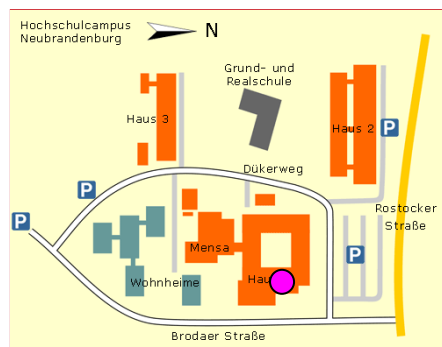 Hochschulcampus
Neubrandenburg
N
Grund- und
Realschule
Haus 3
Haus 2
P
Dükerweg
P
P
Rostocker
Straße
Mensa
P
Wohnheime
Brodaer Straße